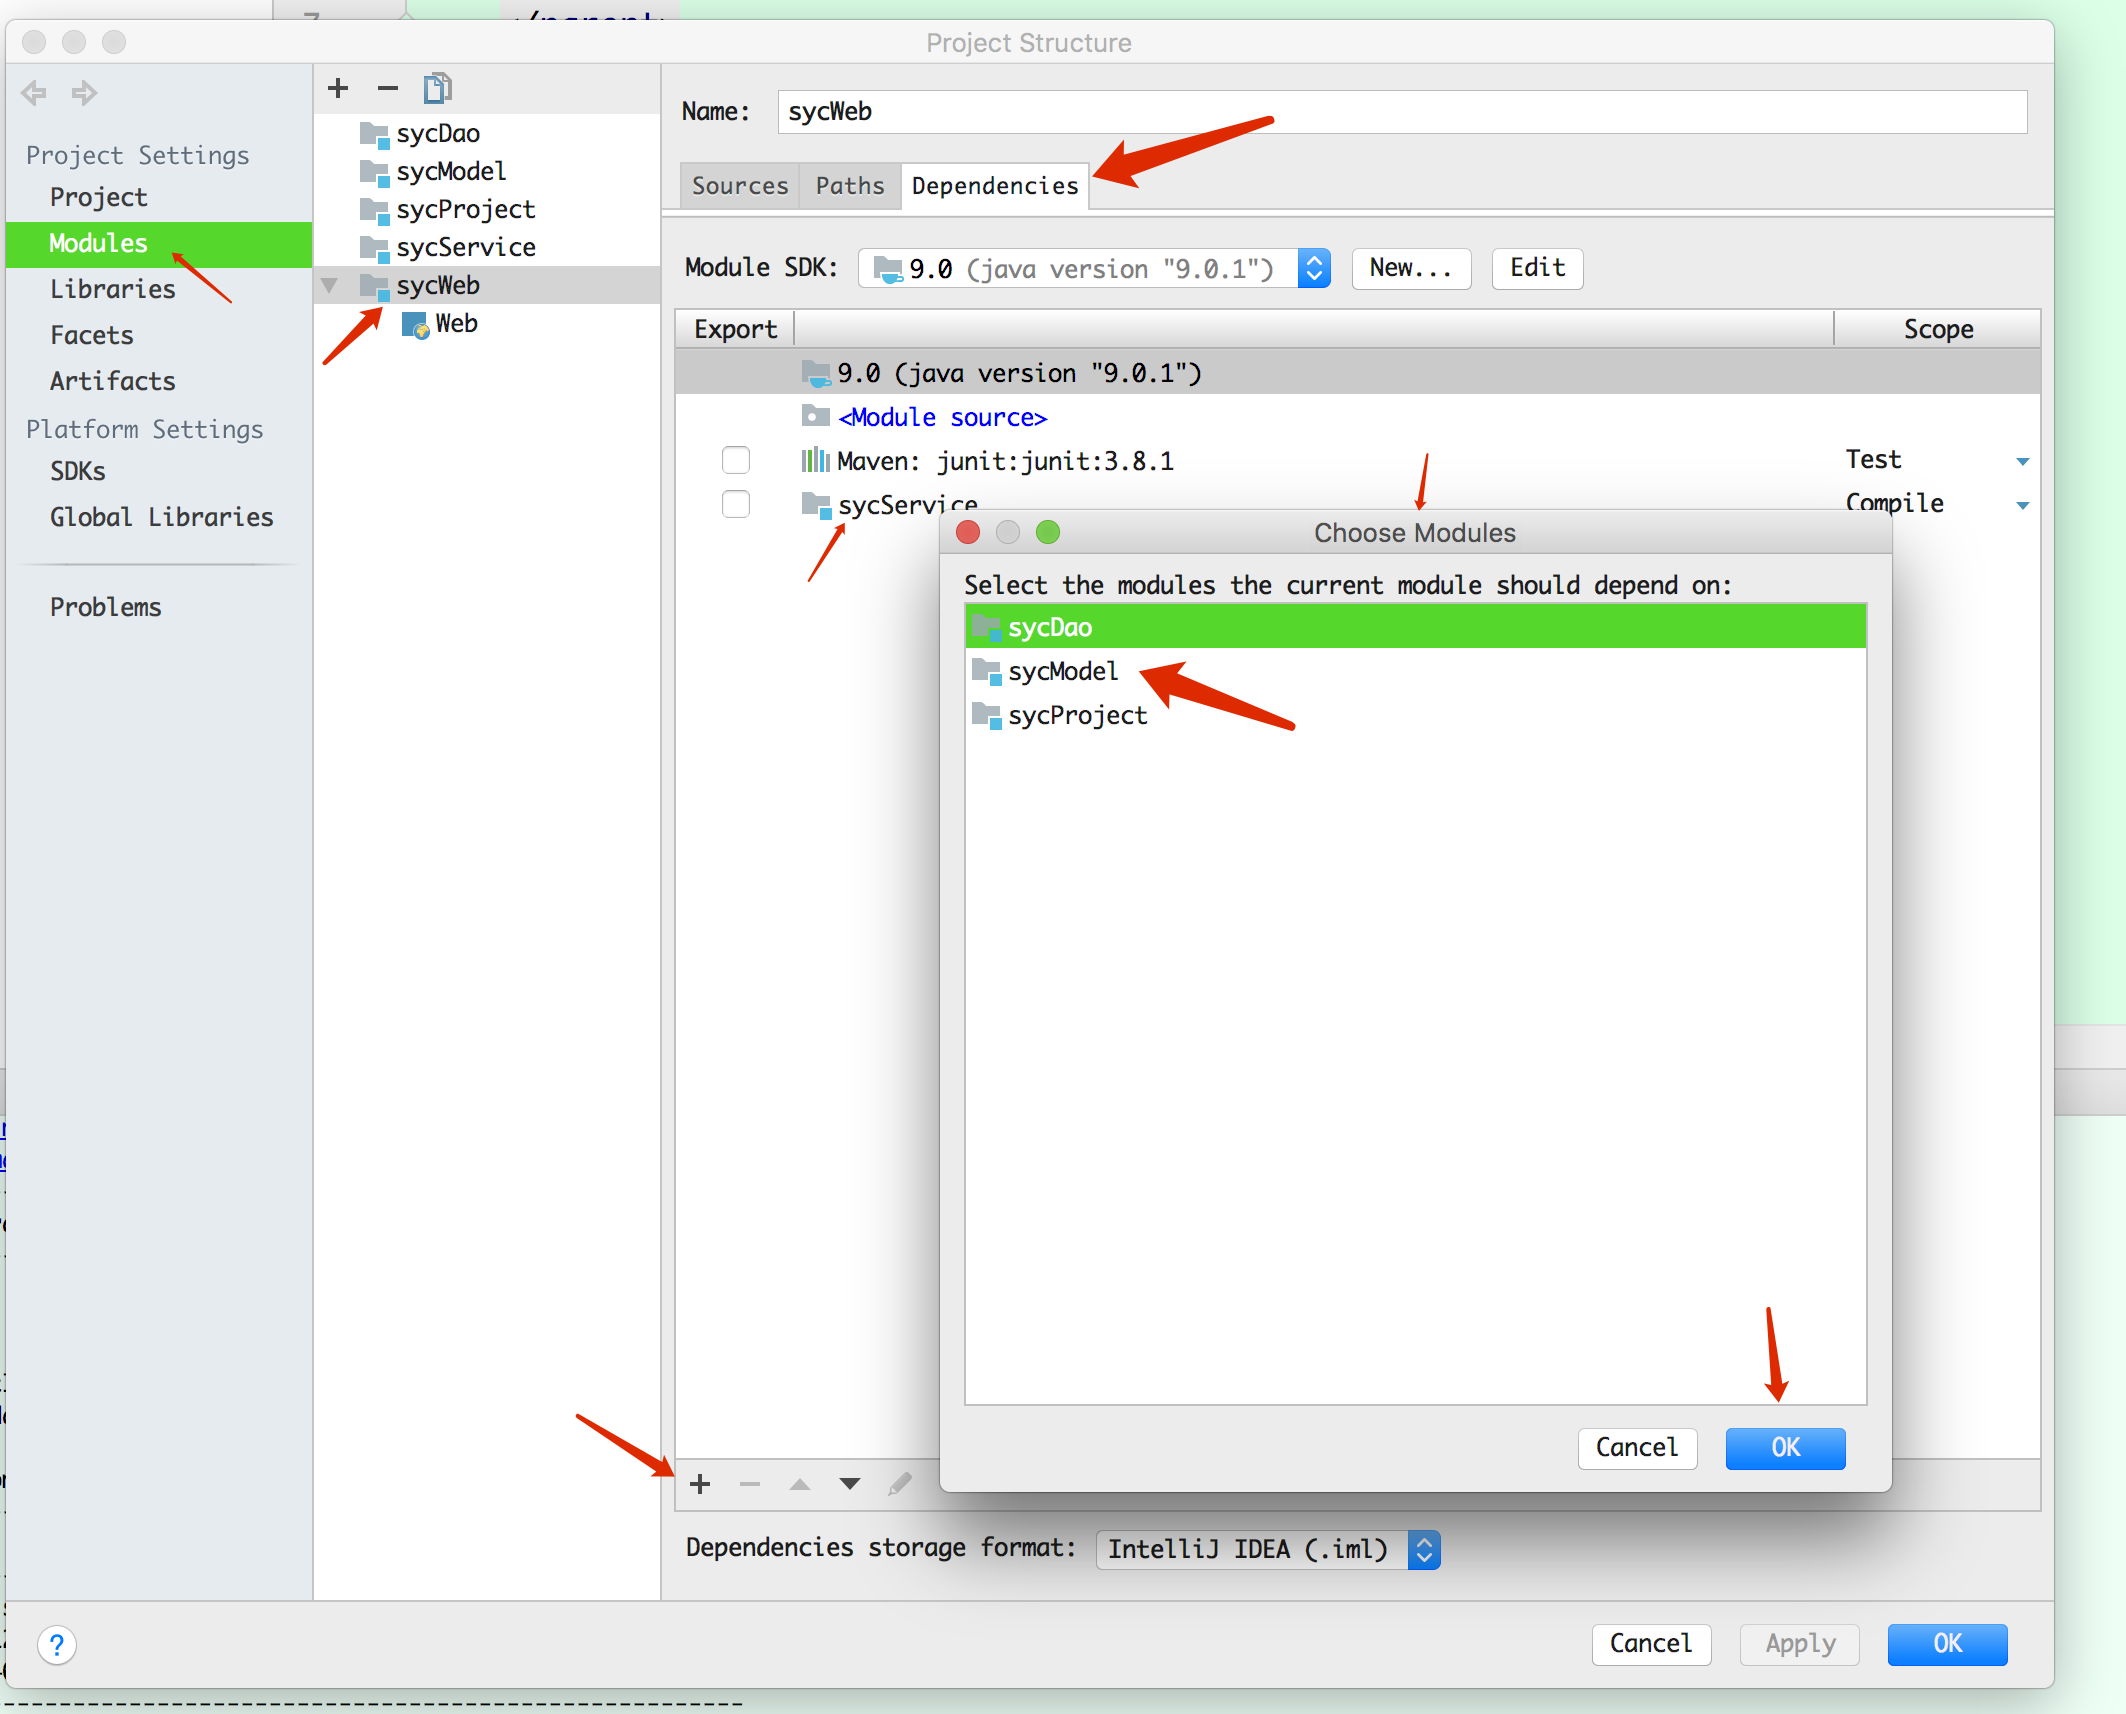 7 </parent>
Project Structure
Project Settings
Project
Modules
Libraries
Facets
Artifacts
Platform Settings
SDKs
Global Libraries
Problems
sycDao
sycModel
sycProject
sycService
sycWeb
Web
Name: sycWeb
Sources Paths Dependencies
Module SDK: 9.0 (java version "9.0.1") New... Edit
Export Scope
9.0 (java version "9.0.1")
<Module source>
Maven: junit:junit:3.8.1 Test
sycService Compile
Choose Modules
Select the modules the current module should depend on:
sycDao
sycModel
sycProject
Cancel OK
Dependencies storage format: IntelliJ IDEA (.iml)
? Cancel Apply OK